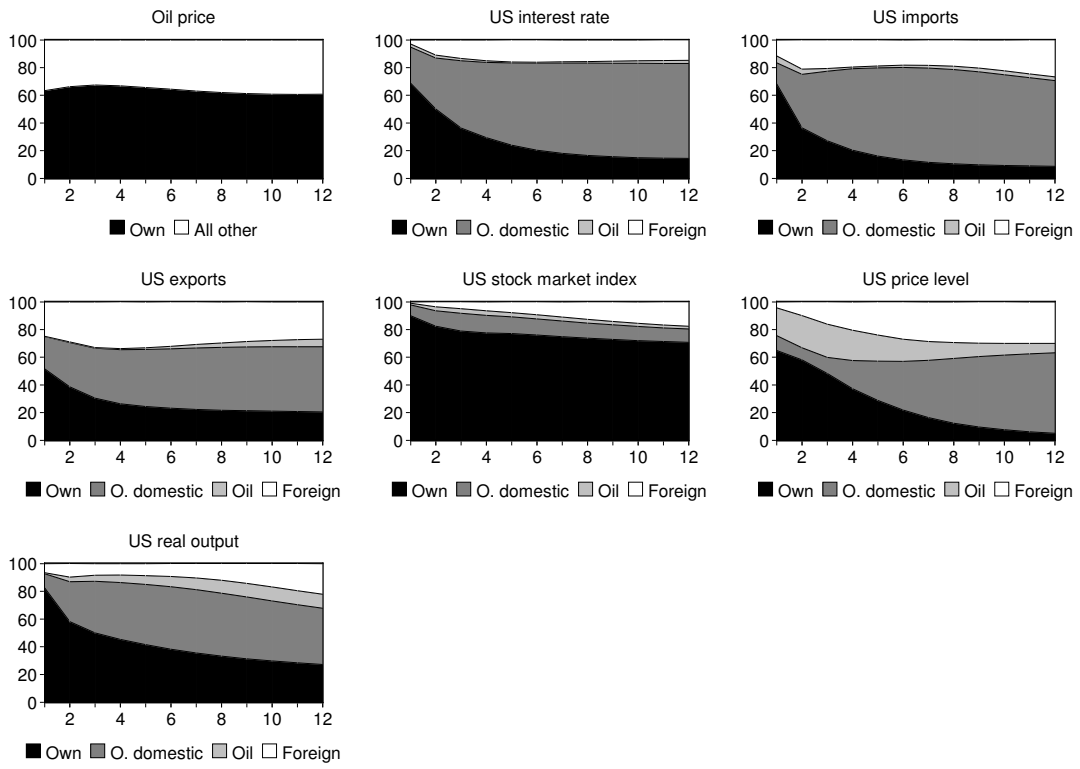 Oil price
100
80
60
40
20
0
2 4 6 8 10 12
Own All other
US interest rate
100
80
60
40
20
0
2 4 6 8 10 12
Own O. domestic Oil Foreign
US imports
100
80
60
40
20
0
2 4 6 8 10 12
Own O. domestic Oil Foreign
US exports
100
80
60
40
20
0
2 4 6 8 10 12
Own O. domestic Oil Foreign
US stock market index
100
80
60
40
20
0
2 4 6 8 10 12
Own O. domestic Oil Foreign
US price level
100
80
60
40
20
0
2 4 6 8 10 12
Own O. domestic Oil Foreign
US real output
100
80
60
40
20
0
2 4 6 8 10 12
Own O. domestic Oil Foreign